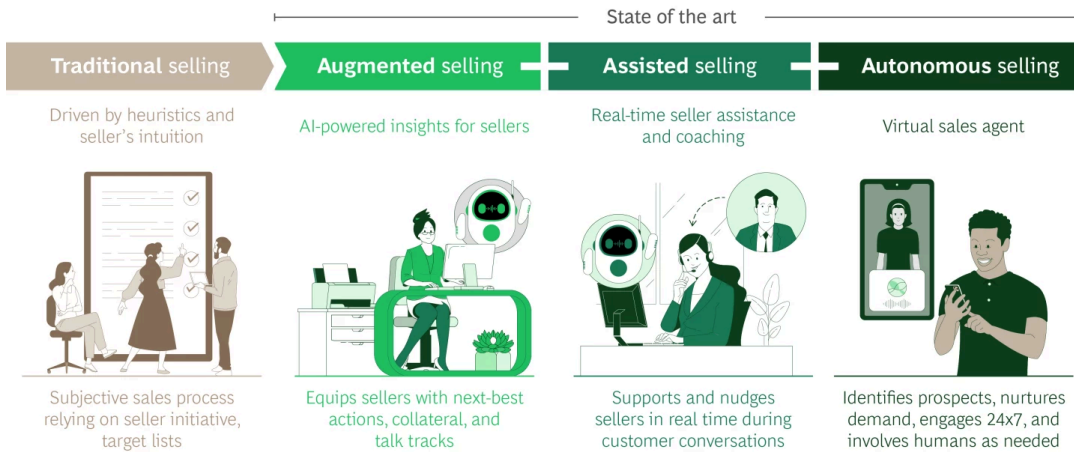 State of the art
Traditional selling
Augmented selling
Assisted selling
Autonomous selling
Driven by heuristics and
seller's intuition
AI-powered insights for sellers
Real-time seller assistance
and coaching
Virtual sales agent
Subjective sales process
relying on seller initiative,
target lists
Equips sellers with next-best
actions, collateral, and
talk tracks
Supports and nudges
sellers in real time during
customer conversations
Identifies prospects, nurtures
demand, engages 24x7, and
involves humans as needed